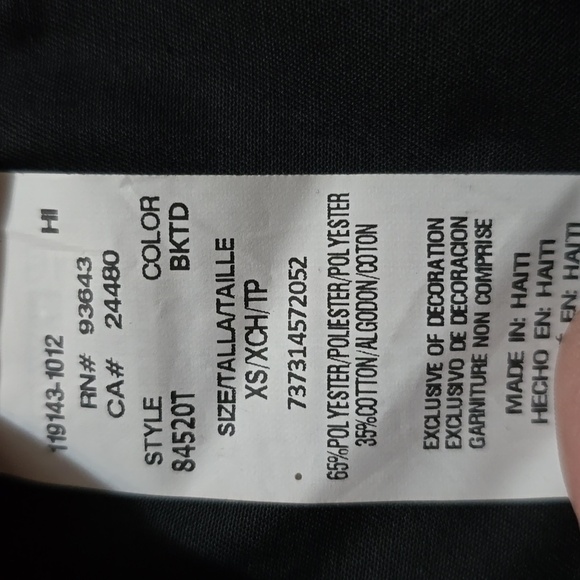 119143-1012 HI
RN# 93643
CA# 24480
STYLE COLOR
84520T BKTD
SIZE/TALLA/TAILLE
XS/XCH/TP
737314572052
65%POLYESTER/POLIESTER/POLYESTER
35%COTTON/ALGODON/COTON
EXCLUSIVE OF DECORATION
EXCLUSIVO DE DECORACION
GARNITURE NON COMPRISE
MADE IN: HAITI
HECHO EN: HAITI
EN: HAITI